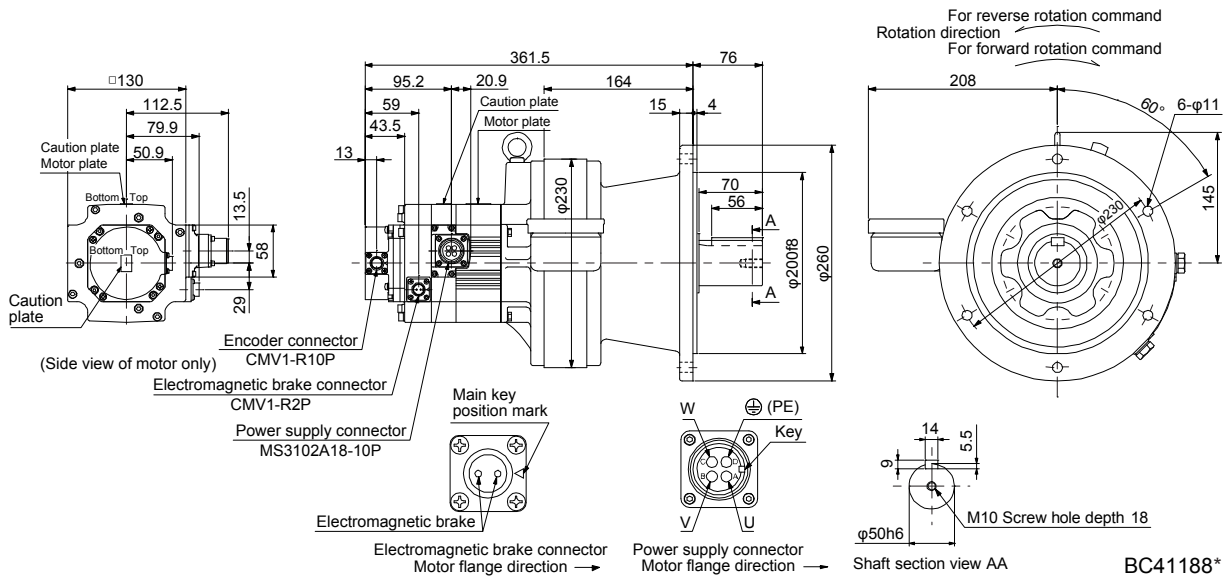 For reverse rotation command
Rotation direction
For forward rotation command
□130
112.5
79.9
50.9
Caution plate
Motor plate
Bottom Top
Bottom Top
13.5
58
29
Caution
plate
(Side view of motor only)
361.5
76
95.2
20.9
164
59
Caution plate
15
4
43.5
Motor plate
13
φ230
70
56
A
A
φ200f8
φ260
Encoder connector
CMV1-R10P
Electromagnetic brake connector
CMV1-R2P
Power supply connector
MS3102A18-10P
208
60°
6-φ11
φ230
145
Main key
position mark
Electromagnetic brake
Electromagnetic brake connector
Motor flange direction
W
(PE)
Key
C
D
B
A
V
U
Power supply connector
Motor flange direction
14
5.5
9
M10 Screw hole depth 18
φ50h6
Shaft section view AA
BC41188*